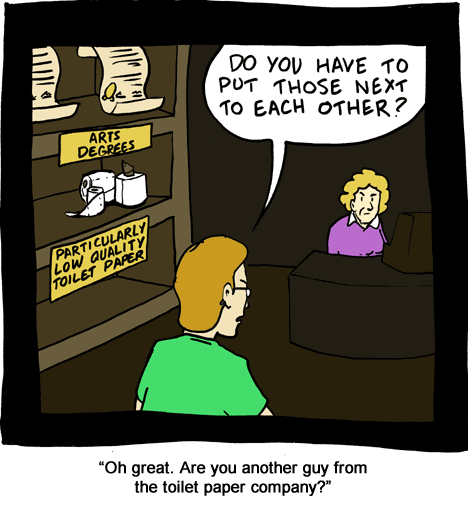 DO YOU HAVE TO
PUT THOSE NEXT
TO EACH OTHER?
ARTS
DEGREES
PARTICULARLY
LOW QUALITY
TOILET PAPER
“Oh great. Are you another guy from
the toilet paper company?”